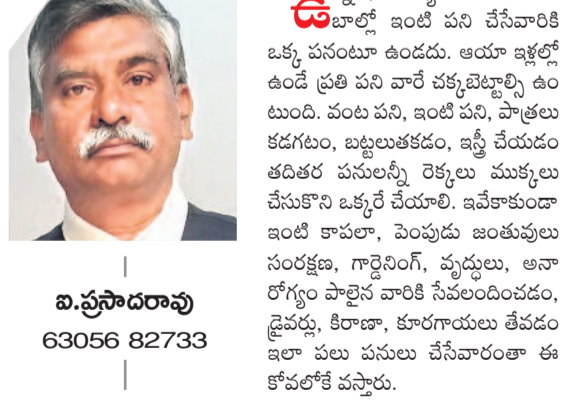 ఐ.ప్రసాదరావు
63056 82733
బాల్లో ఇంటి పని చేసేవారికి
ఒక్క పనంటూ ఉండదు. ఆయా ఇళ్లల్లో
ఉండే ప్రతి పని వారే చక్కబెట్టాల్సి ఉం
టుంది. వంట పని, ఇంటి పని, పాత్రలు
కడగటం, బట్టలుతకడం, ఇస్త్రీ చేయడం
తదితర పనులన్నీ రెక్కలు ముక్కలు
చేసుకొని ఒక్కరే చేయాలి. ఇవేకాకుండా
ఇంటి కాపలా, పెంపుడు జంతువులు
సంరక్షణ, గార్డెనింగ్, వృద్ధులు, అనా
రోగ్యం పాలైన వారికి సేవలందించడం,
డ్రైవర్లు, కిరాణా, కూరగాయలు తేవడం
ఇలా పలు పనులు చేసేవారంతా ఈ
కోవలోకే వస్తారు.